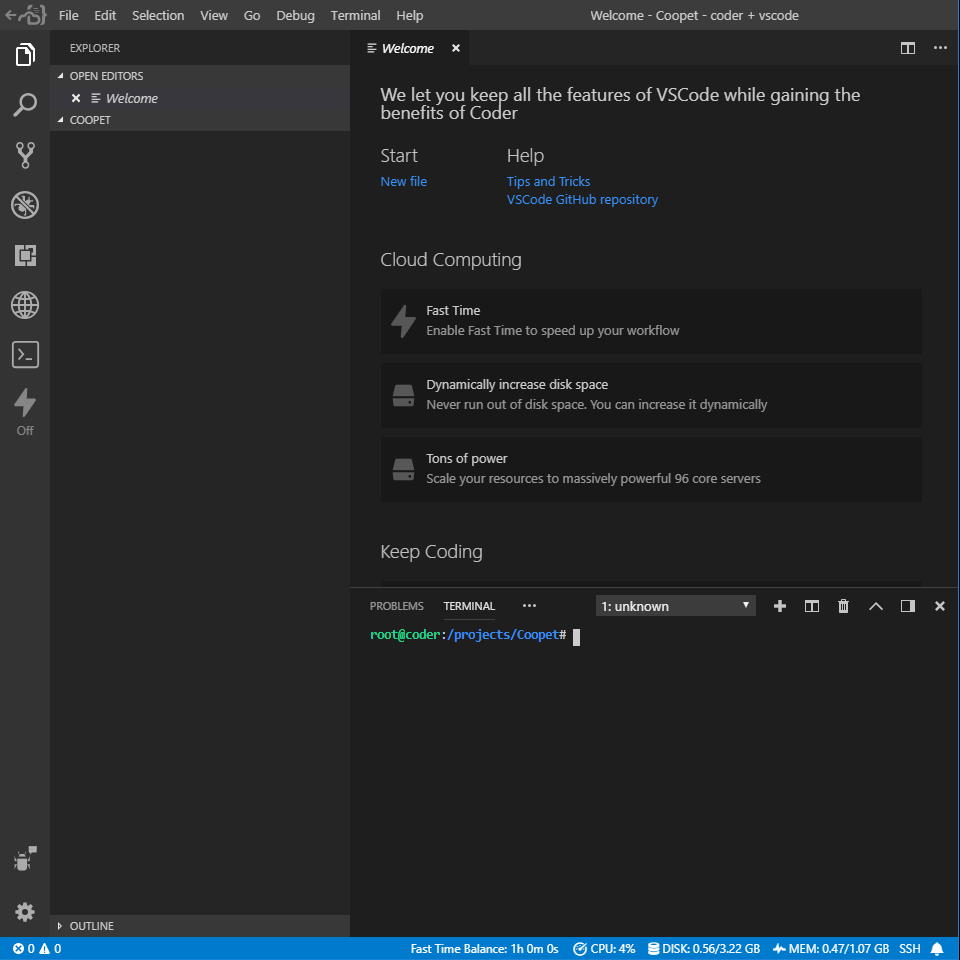 File Edit Selection View Go Debug Terminal Help Welcome - Coopet - coder + vscode
EXPLORER
OPEN EDITORS
Welcome
COOPET
Off
OUTLINE
Welcome
We let you keep all the features of VSCode while gaining the
benefits of Coder
Start
New file
Help
Tips and Tricks
VSCode GitHub repository
Cloud Computing
Fast Time
Enable Fast Time to speed up your workflow
Dynamically increase disk space
Never run out of disk space. You can increase it dynamically
Tons of power
Scale your resources to massively powerful 96 core servers
Keep Coding
PROBLEMS TERMINAL ··· 1: unknown
root@coder:/projects/Coopet#
0 0 Fast Time Balance: 1h 0m 0s CPU: 4% DISK: 0.56/3.22 GB MEM: 0.47/1.07 GB SSH